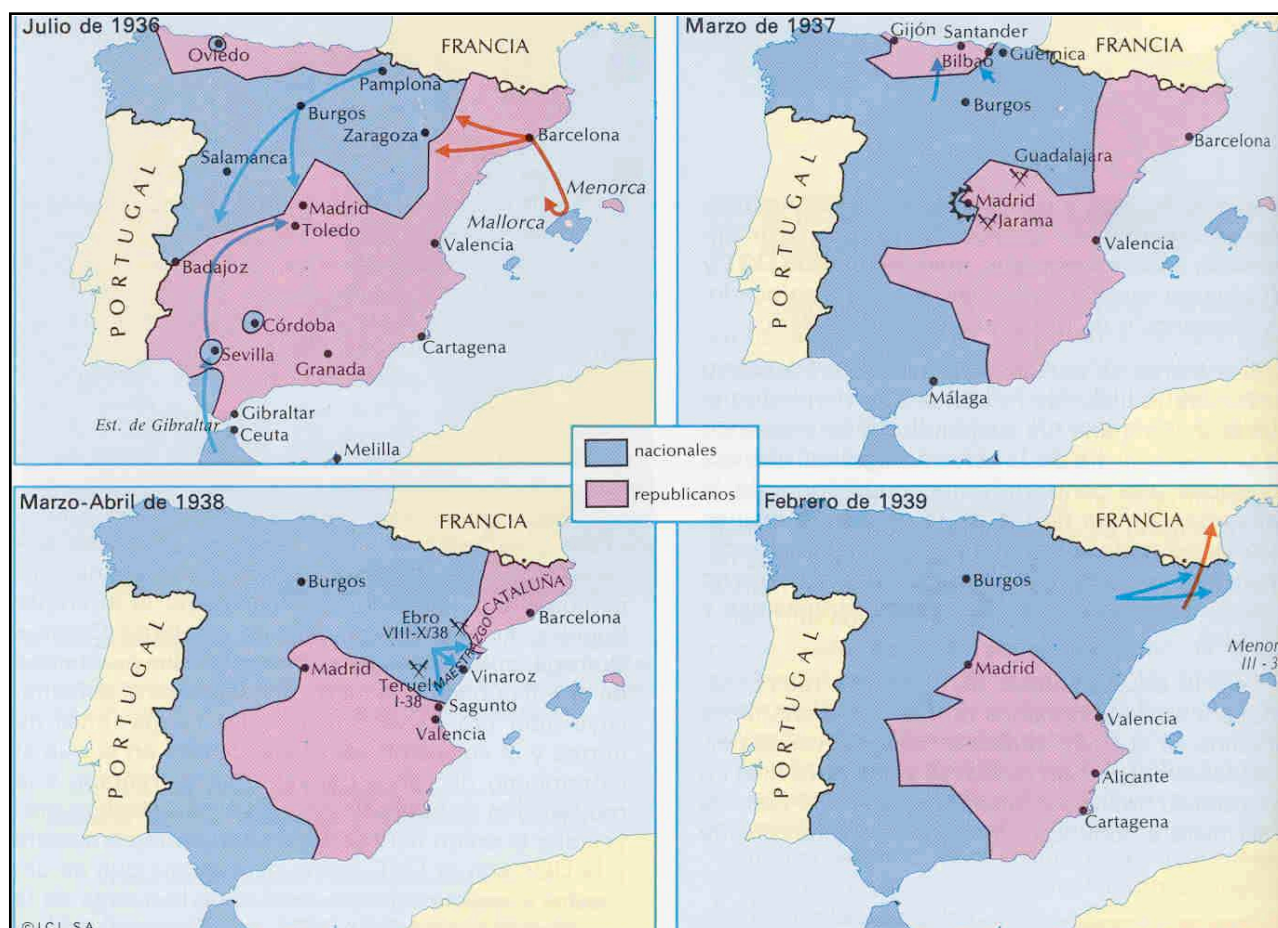 Julio de 1936
Oviedo
FRANCIA
Pamplona
Burgos
Zaragoza
Barcelona
Salamanca
Menorca
Mallorca
Madrid
Toledo
Valencia
Badajoz
PORTUGAL
Córdoba
Sevilla
Granada
Cartagena
Gibraltar
Est. de Gibraltar
Ceuta
Melilla
Marzo de 1937
Gijón
Santander
FRANCIA
Bilbao
Guernica
Burgos
Barcelona
Guadalajara
Madrid
Jarama
Valencia
PORTUGAL
Málaga
nacionales
republicanos
Marzo-Abril de 1938
FRANCIA
Burgos
CATALUÑA
Ebro
VIII-X/38
Barcelona
MAESTRAZGO
Madrid
Teruel
I-38
Vinaroz
Sagunto
Valencia
PORTUGAL
© I C I, S.A.
Febrero de 1939
FRANCIA
Burgos
Menor
III - 3
Madrid
Valencia
PORTUGAL
Alicante
Cartagena